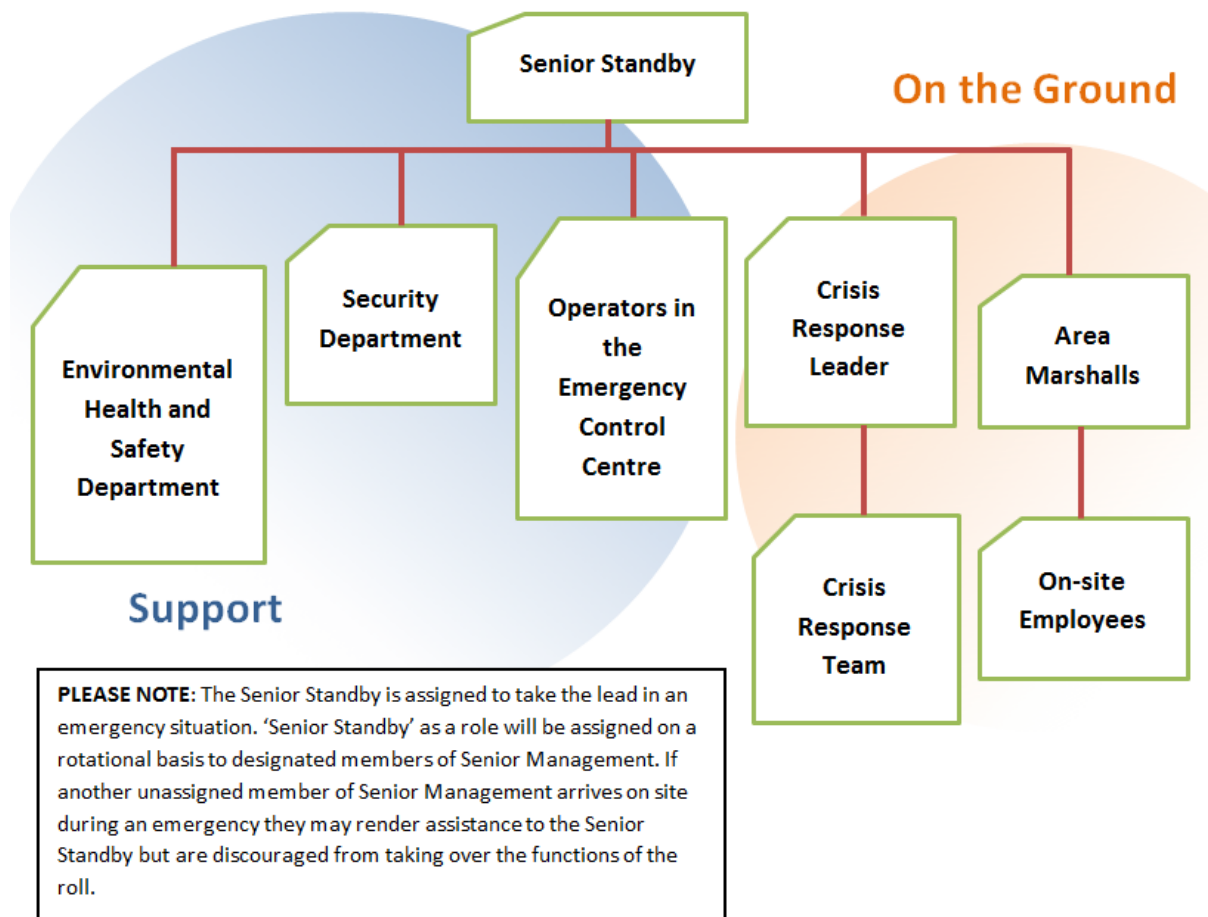 Senior Standby
On the Ground
Environmental
Health and
Safety
Department
Security
Department
Operators in
the
Emergency
Control
Centre
Crisis
Response
Leader
Area
Marshalls
Crisis
Response
Team
On-site
Employees
Support
PLEASE NOTE: The Senior Standby is assigned to take the lead in an
emergency situation. ‘Senior Standby’ as a role will be assigned on a
rotational basis to designated members of Senior Management. If
another unassigned member of Senior Management arrives on site
during an emergency they may render assistance to the Senior
Standby but are discouraged from taking over the functions of the
roll.